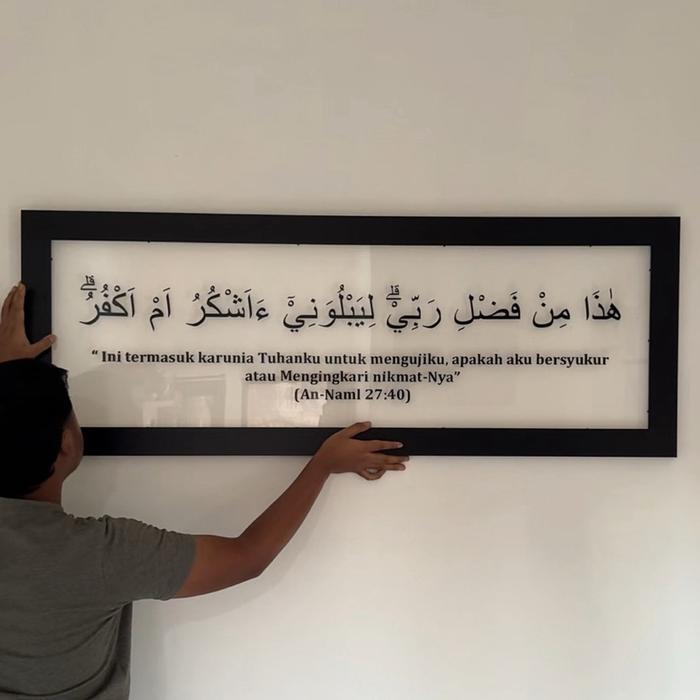 هٰذَا مِنْ فَضْلِ رَبِّيْۗ لِيَبْلُوَنِيْٓ ءَاَشْكُرُ اَمْ اَكْفُرُۗ
“ Ini termasuk karunia Tuhanku untuk mengujiku, apakah aku bersyukur
atau Mengingkari nikmat-Nya”
(An-Naml 27:40)